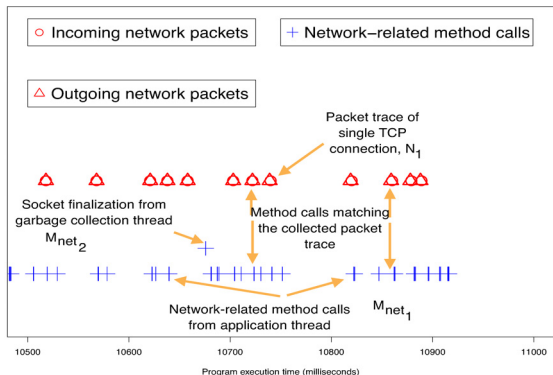 Incoming network packets
Network-related method calls
Outgoing network packets
Packet trace of
single TCP
connection, N1
Socket finalization from
garbage collection thread
Mnet2
Method calls matching
the collected packet
trace
Network-related method calls
from application thread
Mnet1
10500 10600 10700 10800 10900 11000
Program execution time (milliseconds)